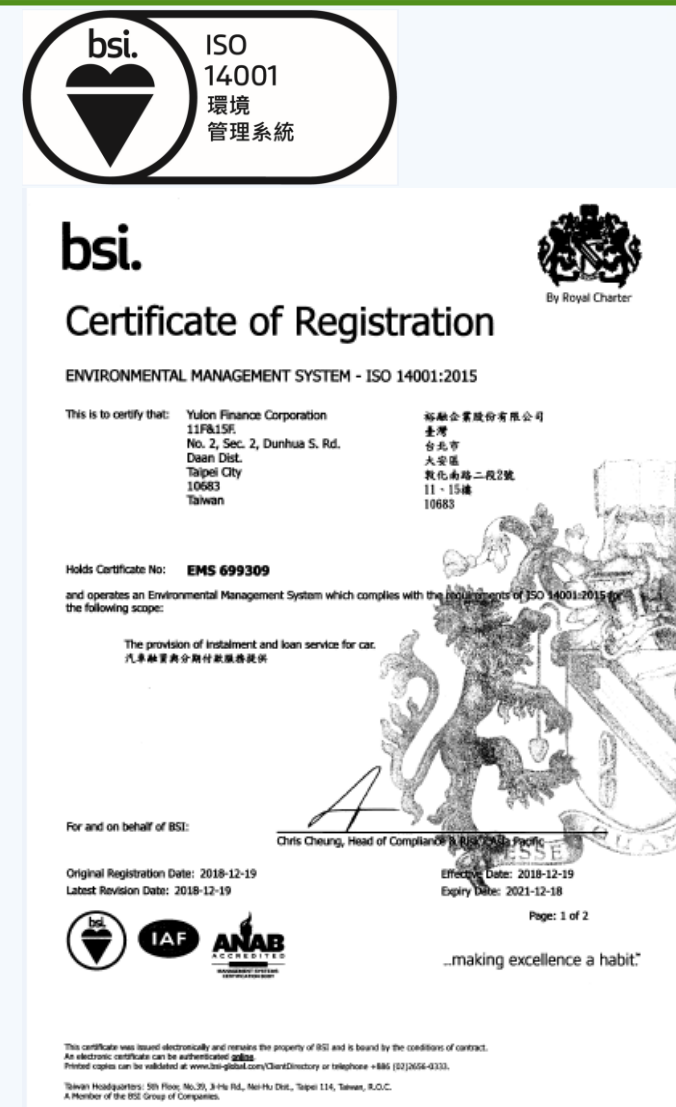 bsi.
ISO
14001
環境
管理系統
bsi.
By Royal Charter
Certificate of Registration
ENVIRONMENTAL MANAGEMENT SYSTEM - ISO 14001:2015
This is to certify that:
Yulon Finance Corporation
11F&15F.
No. 2, Sec. 2, Dunhua S. Rd.
Daan Dist.
Taipei City
10683
Taiwan
裕融企業股份有限公司
臺灣
台北市
大安區
敦化南路二段2號
11、15樓
10683
Holds Certificate No: EMS 699309
and operates an Environmental Management System which complies with the requirements of ISO 14001:2015 for
the following scope:
The provision of instalment and loan service for car.
汽車融資與分期付款服務提供
For and on behalf of BSI:
Chris Cheung, Head of Compliance & Risk - Asia Pacific
Original Registration Date: 2018-12-19
Effective Date: 2018-12-19
Latest Revision Date: 2018-12-19
Expiry Date: 2021-12-18
Page: 1 of 2
bsi.
IAF
ANAB
ACCREDITED
MANAGEMENT SYSTEMS
CERTIFICATION BODY
...making excellence a habit.™
This certificate was issued electronically and remains the property of BSI and is bound by the conditions of contract.
An electronic certificate can be authenticated online.
Printed copies can be validated at www.bsi-global.com/ClientDirectory or telephone +886 (02)2656-0333.
Taiwan Headquarters: 5th Floor, No.39, Ji-Hu Rd., Nei-Hu Dist., Taipei 114, Taiwan, R.O.C.
A Member of the BSI Group of Companies.